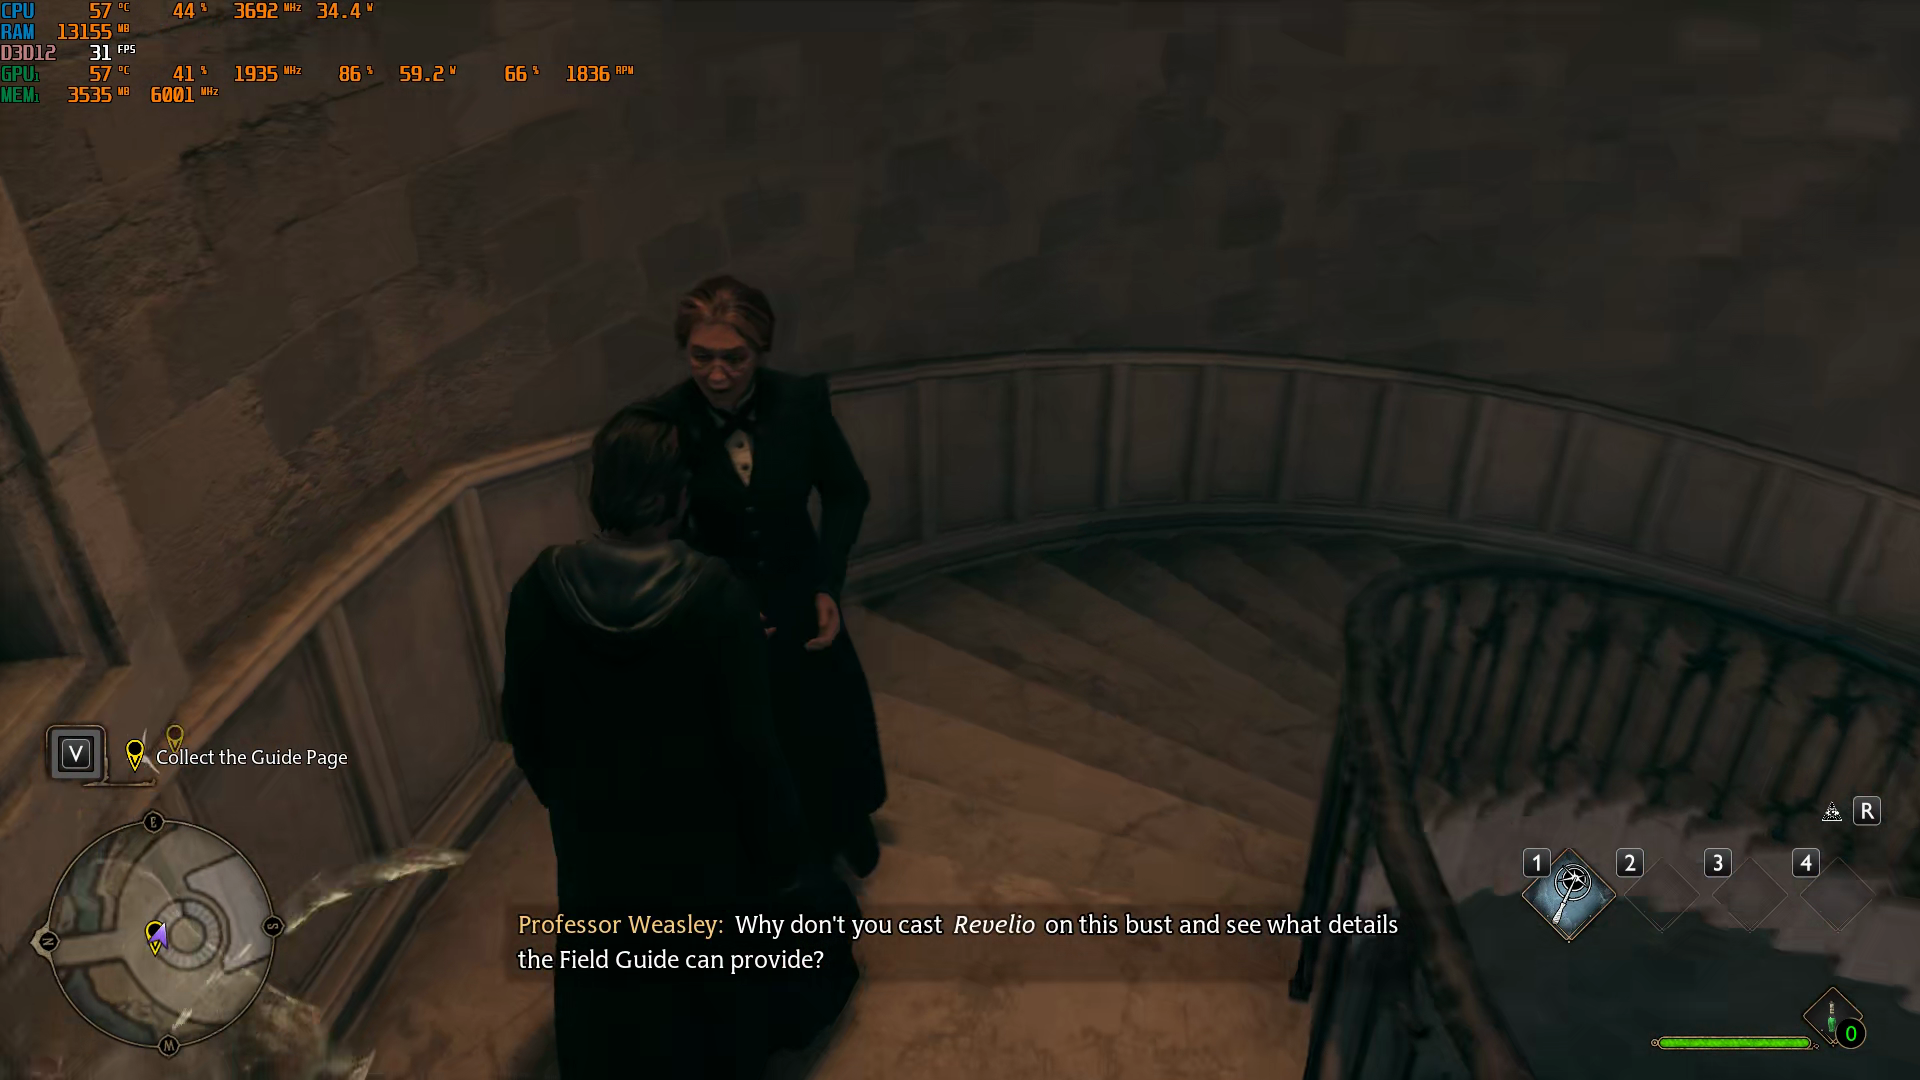 CPU 57 °C 44 % 3692 MHz 34.4 W
RAM 13155 MB
D3D12 31 FPS
GPU1 57 °C 41 % 1935 MHz 86 % 59.2 W 66 % 1836 RPM
MEM1 3535 MB 6001 MHz
V Collect the Guide Page
E
N
S
W
R
1 2 3 4
Professor Weasley: Why don't you cast Revelio on this bust and see what details
the Field Guide can provide?
0